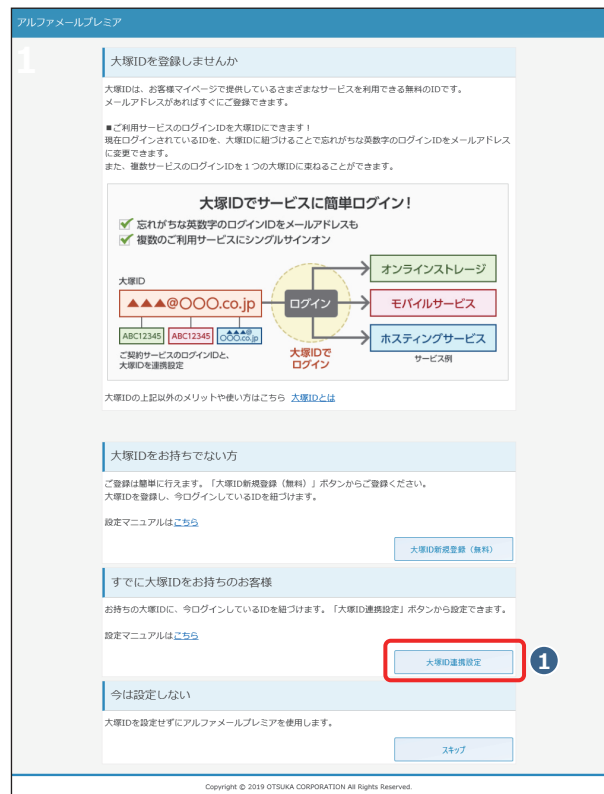 アルファメールプレミア
1
大塚IDを登録しませんか
大塚IDは、お客様マイページで提供しているさまざまなサービスを利用できる無料のIDです。
メールアドレスがあればすぐにご登録できます。
■ご利用サービスのログインIDを大塚IDにできます！
現在ログインされているIDを、大塚IDに紐づけることで忘れがちな英数字のログインIDをメールアドレス
に変更できます。
また、複数サービスのログインIDを１つの大塚IDに束ねることができます。
大塚IDでサービスに簡単ログイン！
忘れがちな英数字のログインIDをメールアドレスも
複数のご利用サービスにシングルサインオン
大塚ID
▲▲▲@〇〇〇.co.jp
ABC12345
ABC12345
▲▲▲@
〇〇〇.co.jp
ご契約サービスのログインIDと、
大塚IDを連携設定
ログイン
大塚IDで
ログイン
オンラインストレージ
モバイルサービス
ホスティングサービス
サービス例
大塚IDの上記以外のメリットや使い方はこちら 大塚IDとは
大塚IDをお持ちでない方
ご登録は簡単に行えます。「大塚ID新規登録（無料）」ボタンからご登録ください。
大塚IDを登録し、今ログインしているIDを紐づけます。
設定マニュアルはこちら
大塚ID新規登録（無料）
すでに大塚IDをお持ちのお客様
お持ちの大塚IDに、今ログインしているIDを紐づけます。「大塚ID連携設定」ボタンから設定できます。
設定マニュアルはこちら
大塚ID連携設定
1
今は設定しない
大塚IDを設定せずにアルファメールプレミアを使用します。
スキップ
Copyright © 2019 OTSUKA CORPORATION All Rights Reserved.